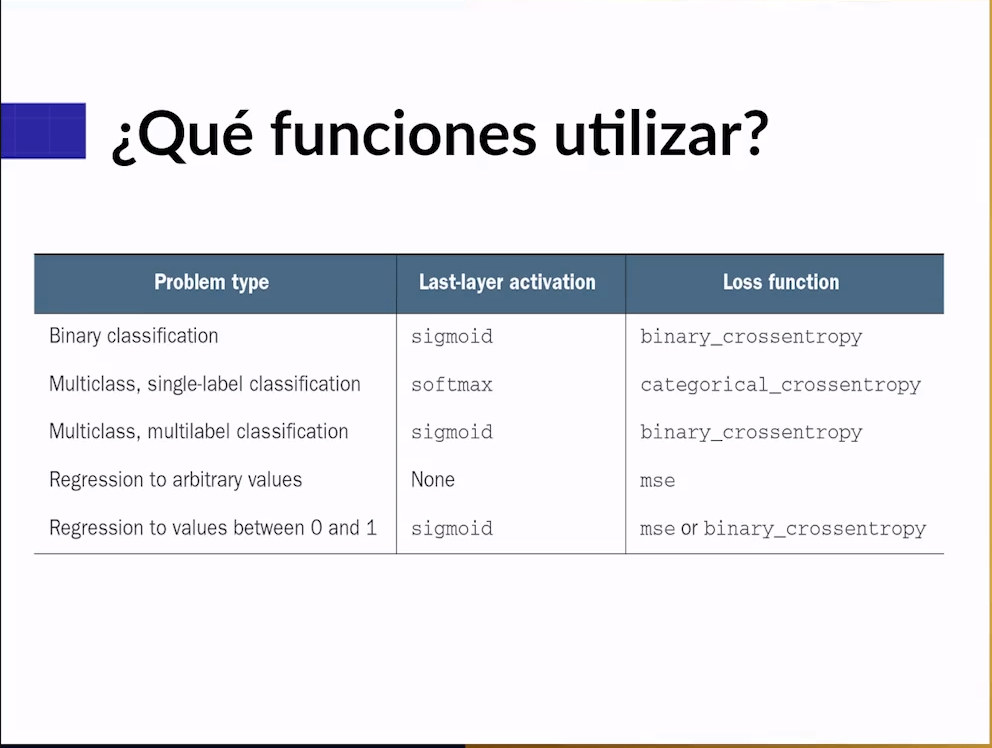 ¿Qué funciones utilizar?
Problem type Last-layer activation Loss function
Binary classification sigmoid binary_crossentropy
Multiclass, single-label classification softmax categorical_crossentropy
Multiclass, multilabel classification sigmoid binary_crossentropy
Regression to arbitrary values None mse
Regression to values between 0 and 1 sigmoid mse or binary_crossentropy